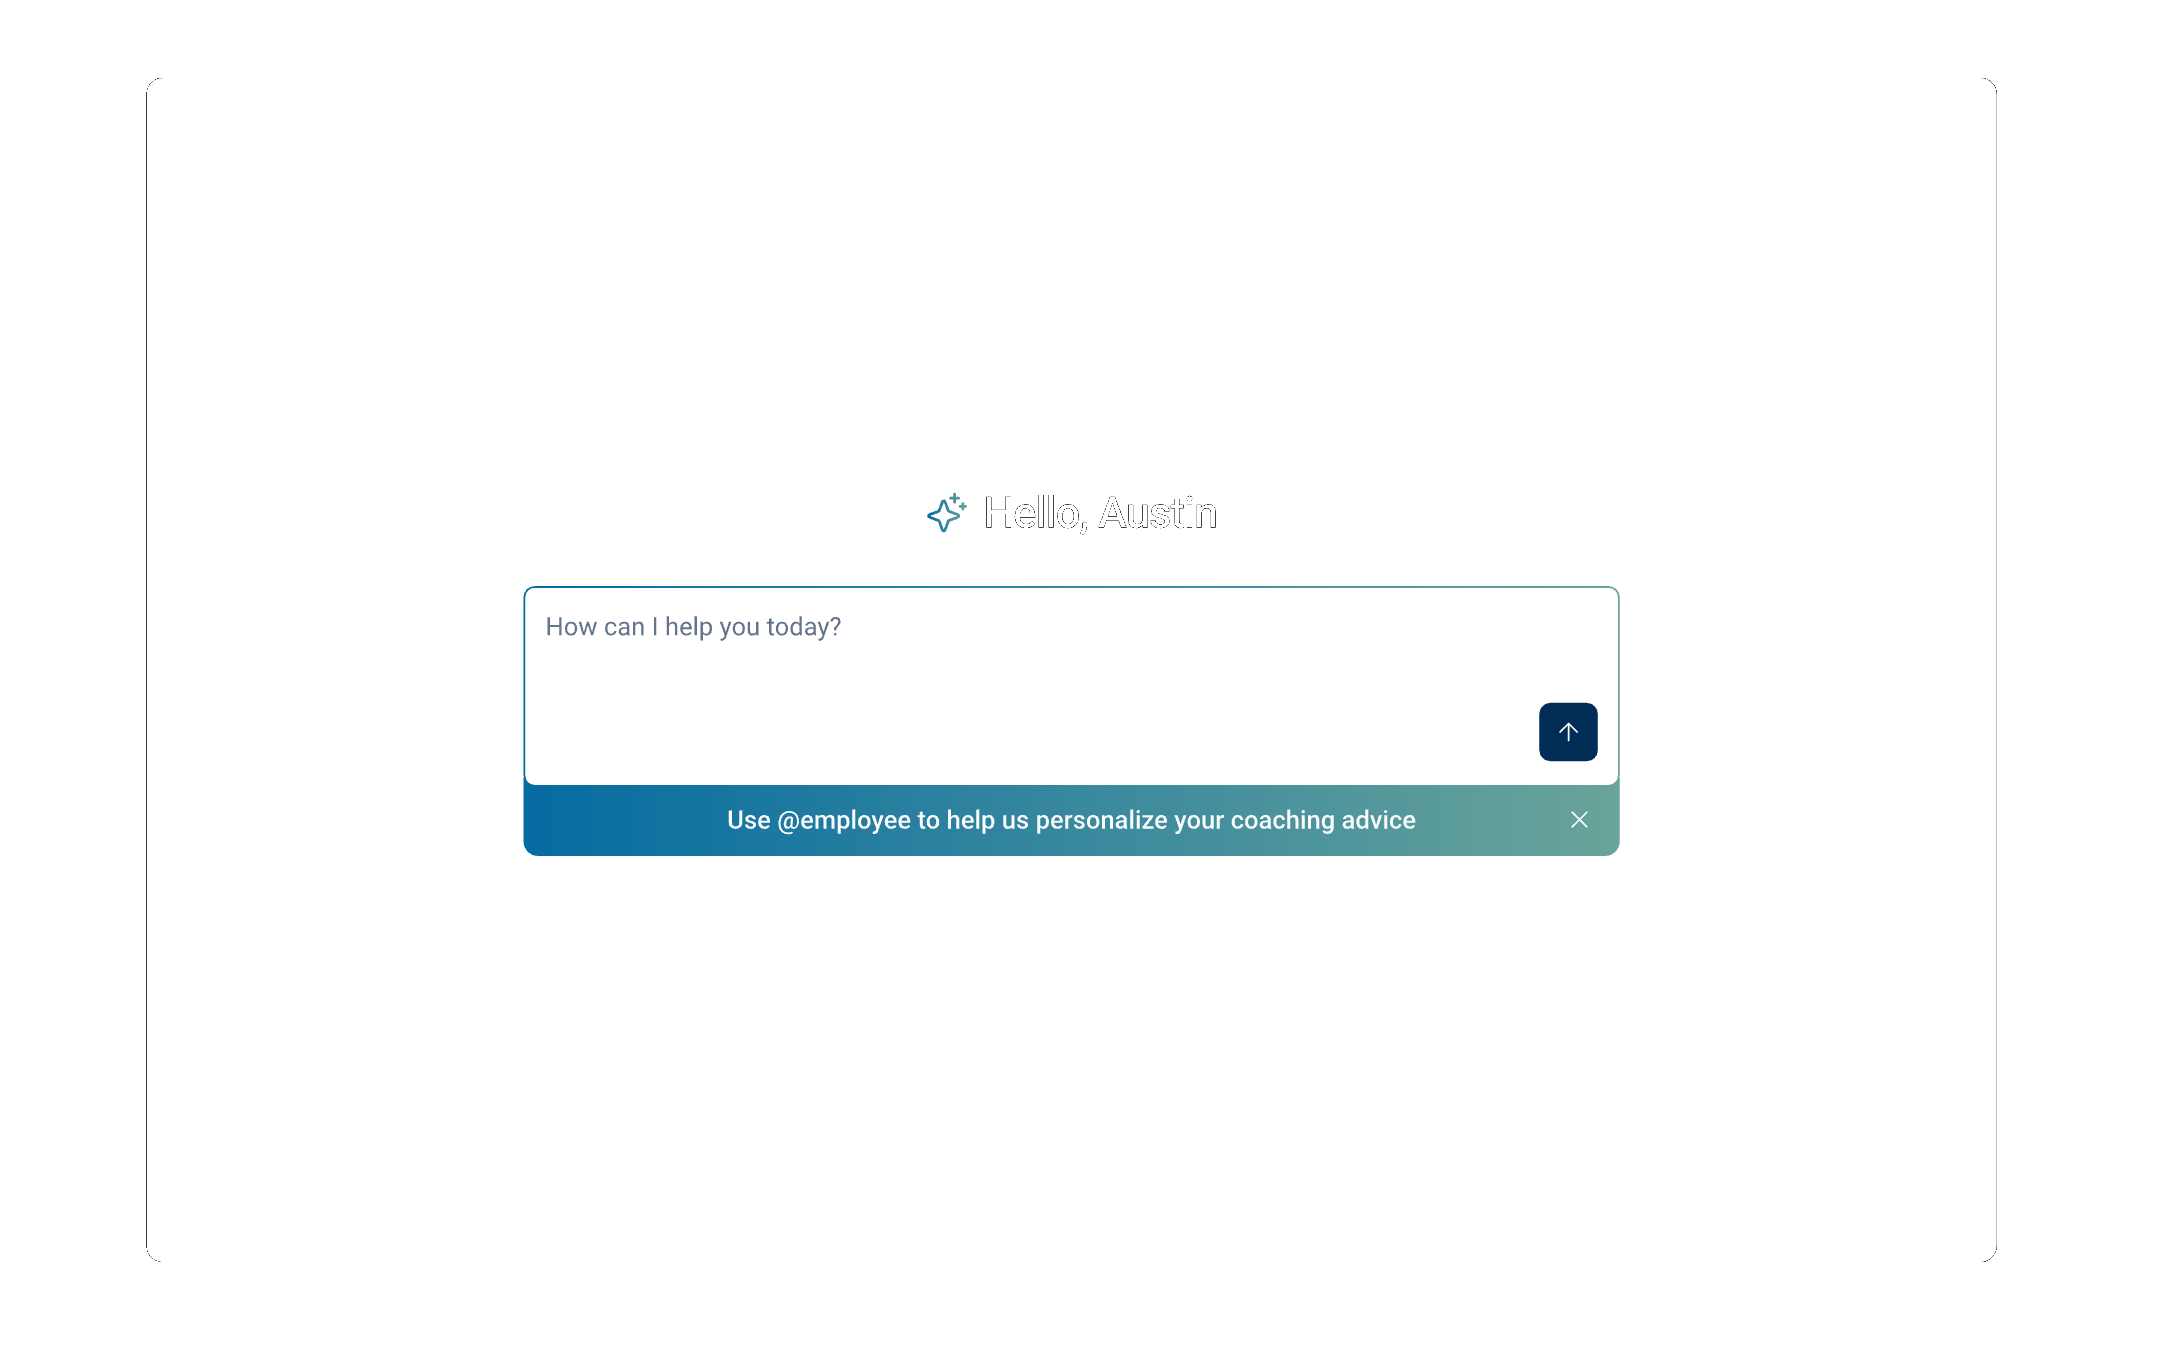 Hello, Austin
How can I help you today?
Use @employee to help us personalize your coaching advice